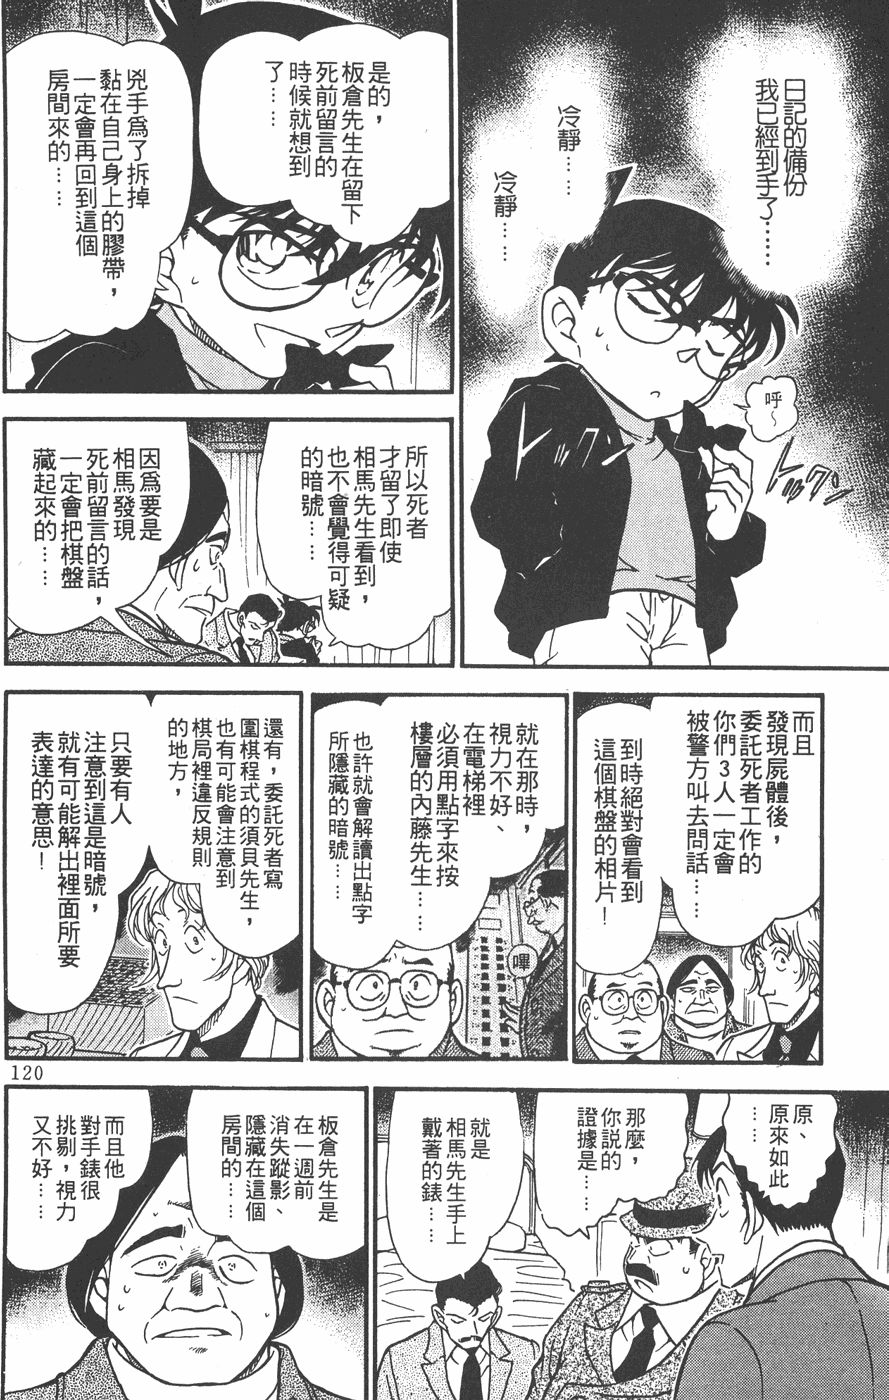 日記的備份
我已經到手了……
冷靜……
冷靜……
呼~
ドックン
ドックン
是的，
板倉先生在留下
死前留言的
時候就想到
了……
兇手爲了拆掉
黏在自己身上的膠帶，
一定會再回到這個
房間來的……
所以死者
才留了即使
相馬先生看到，
也不會覺得可疑
的暗號……
因爲要是
相馬發現
死前留言的話，
一定會把棋盤
藏起來的……
而且
發現屍體後，
委託死者工作的
你們3人一定會
被警方叫去問話……
到時絕對會看到
這個棋盤的相片！
就在那時，
視力不好、
在電梯裡
必須用點字來按
樓層的內藤先生……
也許就會解讀出點字
所隱藏的暗號……
嗶
還有，委託死者寫
圍棋程式的須貝先生，
也有可能會注意到
棋局裡違反規則
的地方，
只要有人
注意到這是暗號，
就有可能解出裡面所要
表達的意思！
120
原、
原來如此
……
那麼，
你說的
證據是……
就是
相馬先生手上
戴著的錶……
板倉先生是
在一週前
消失蹤影、
隱藏在這個
房間的……
而且他
對手錶很
挑剔，視力
又不好……